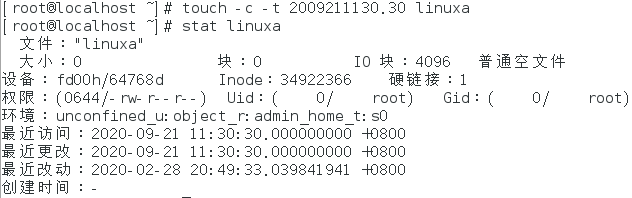 [root@localhost ~]# touch -c -t 2009211130.30 linuxa
[root@localhost ~]# stat linuxa
文件："linuxa"
大小：0 块：0 IO 块：4096 普通空文件
设备：fd00h/64768d Inode：34922366 硬链接：1
权限：(0644/-rw-r--r--) Uid：( 0/ root) Gid：( 0/ root)
环境：unconfined_u:object_r:admin_home_t:s0
最近访问：2020-09-21 11:30:30.000000000 +0800
最近更改：2020-09-21 11:30:30.000000000 +0800
最近改动：2020-02-28 20:49:33.039841941 +0800
创建时间：-